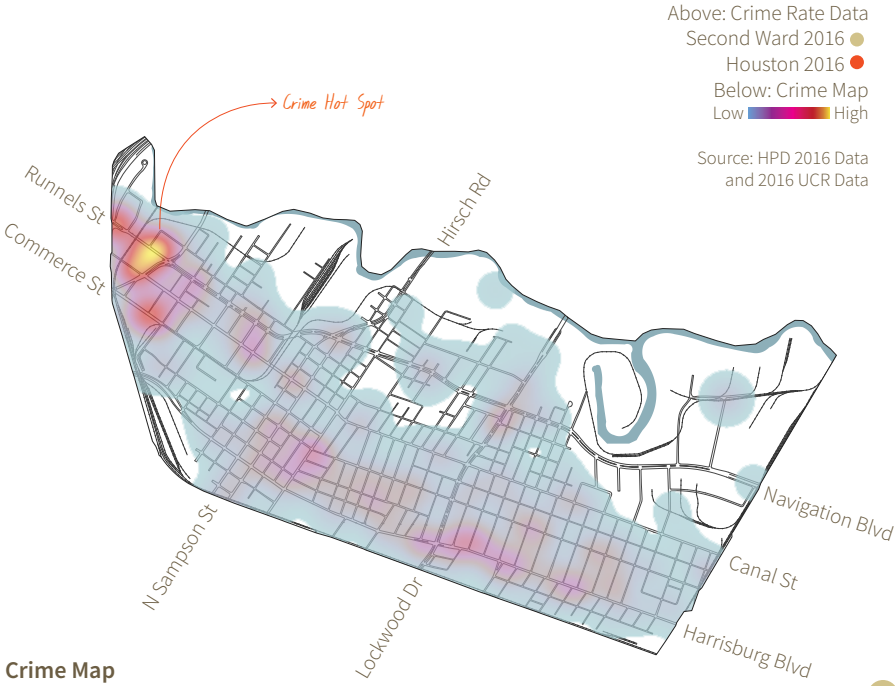 Above: Crime Rate Data
Second Ward 2016
Houston 2016
Below: Crime Map
Low High
Source: HPD 2016 Data
and 2016 UCR Data
Crime Hot Spot
Runnels St
Commerce St
Hirsch Rd
Navigation Blvd
Canal St
N Sampson St
Lockwood Dr
Harrisburg Blvd
Crime Map